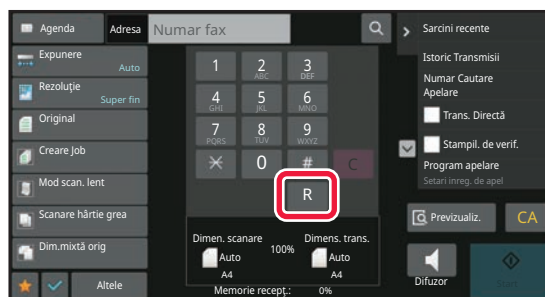 Agenda
Adresa
Numar fax
Sarcini recente
Expunere
Auto
Rezoluţie
Super fin
Original
Creare Job
Mod scan. lent
Scanare hârtie grea
Dim.mixtă orig
Altele
1
2
ABC
3
DEF
4
GHI
5
JKL
6
MNO
7
PQRS
8
TUV
9
WXYZ
0
#
C
R
Dimen. scanare
100%
Dimens. trans.
Auto
A4
Auto
A4
Memorie recepţ.: 0%
Istoric Transmisii
Numar Cautare
Apelare
Trans. Directă
Stampil. de verif.
Program apelare
Setari inreg. de apel
Previzualiz.
CA
Difuzor
Start